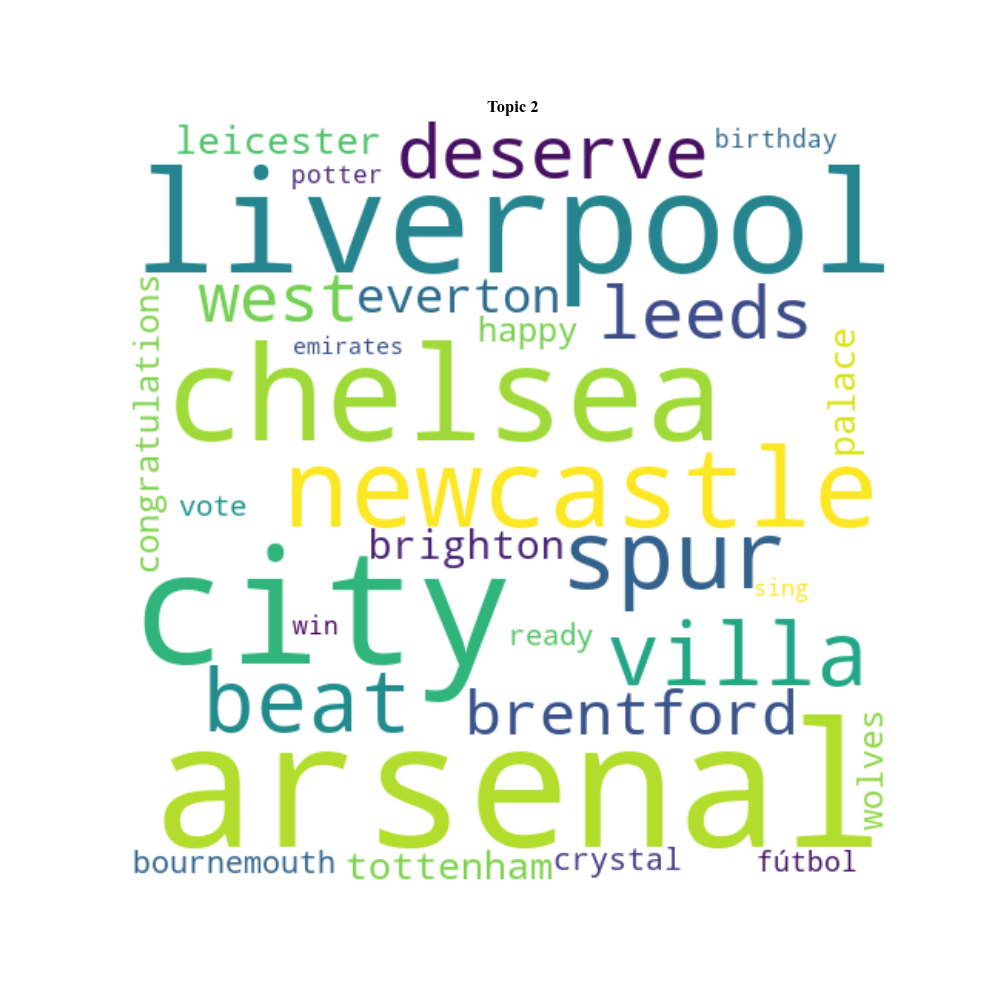 Topic 2
leicester
deserve
birthday
potter
liverpool
congratulations
west
everton
leeds
happy
emirates
chelsea
palace
newcastle
vote
brighton
spur
city
sing
win
ready
villa
beat
brentford
arsenal
wolves
bournemouth
tottenham
crystal
fútbol